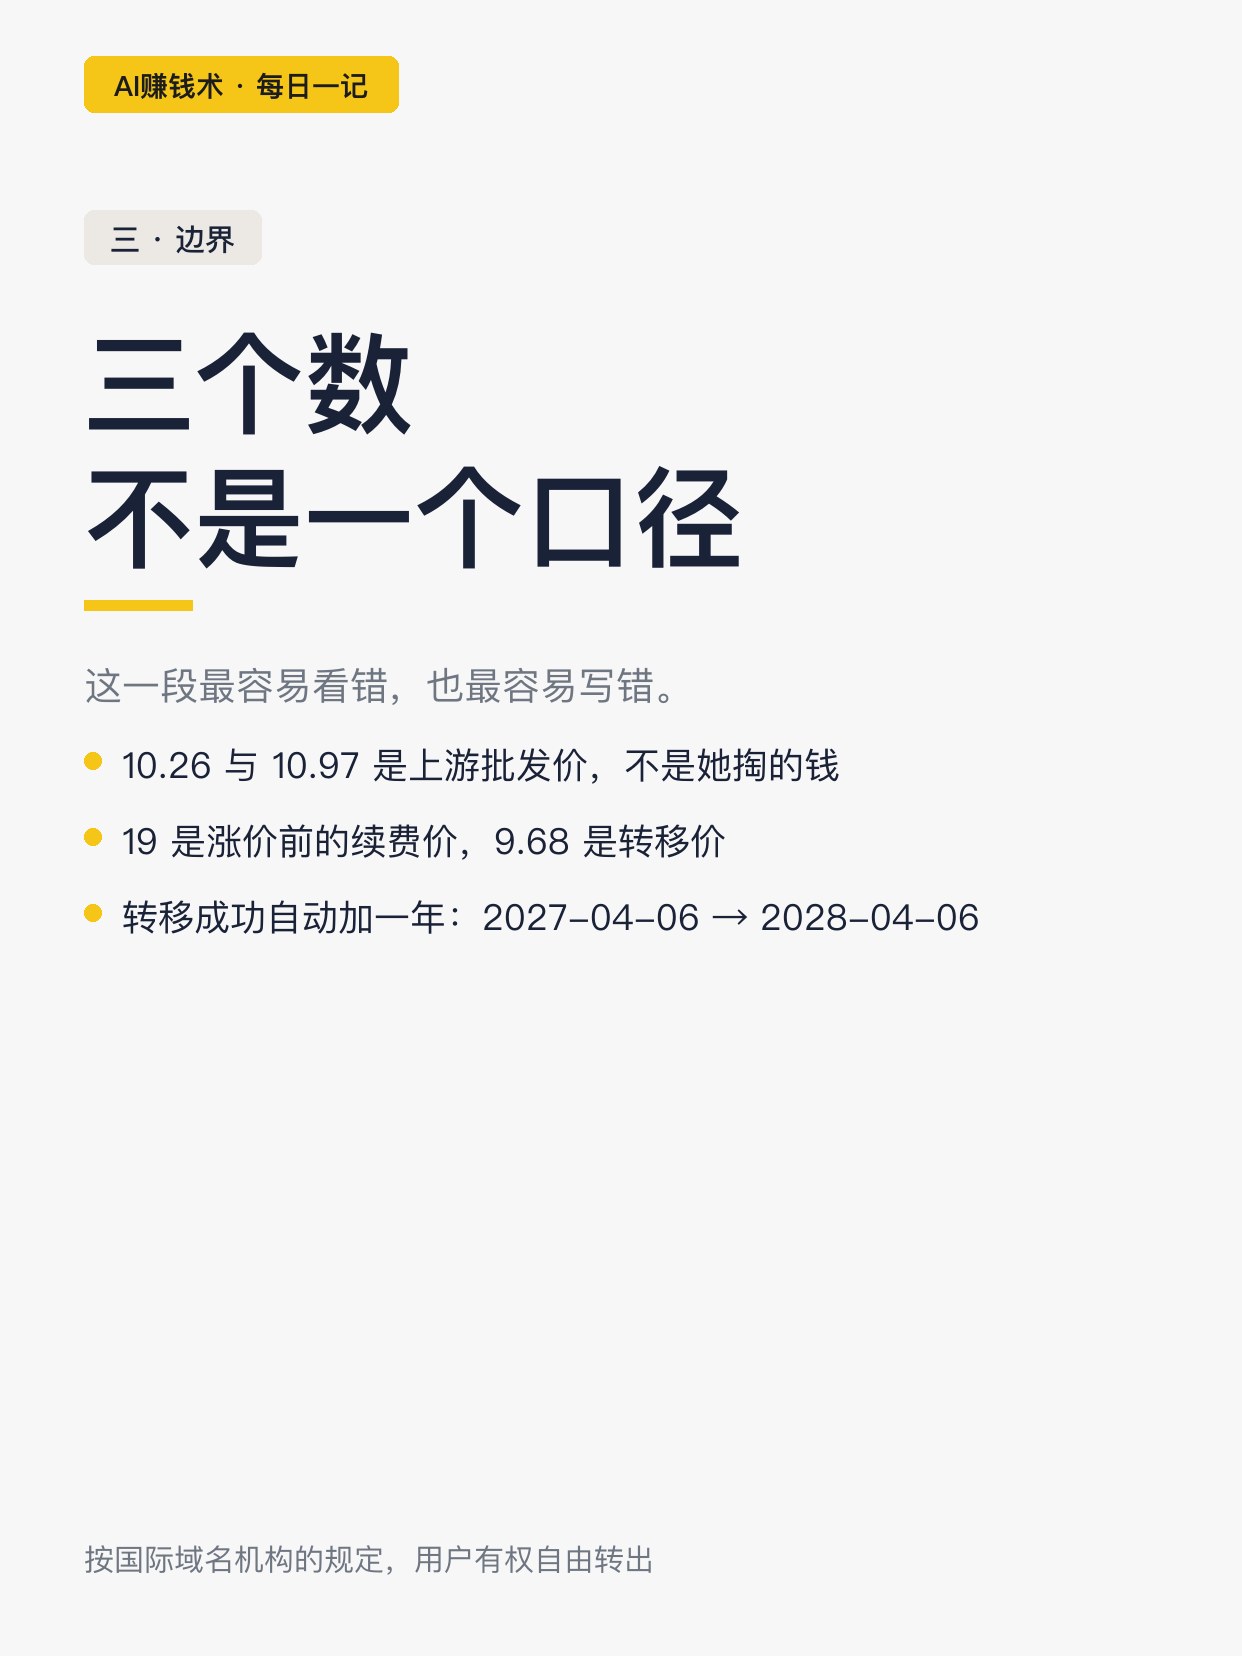 AI赚钱术 · 每日一记
三 · 边界
三个数
不是一个口径
这一段最容易看错，也最容易写错。
10.26 与 10.97 是上游批发价，不是她掏的钱
19 是涨价前的续费价，9.68 是转移价
转移成功自动加一年：2027–04–06 → 2028–04–06
按国际域名机构的规定，用户有权自由转出